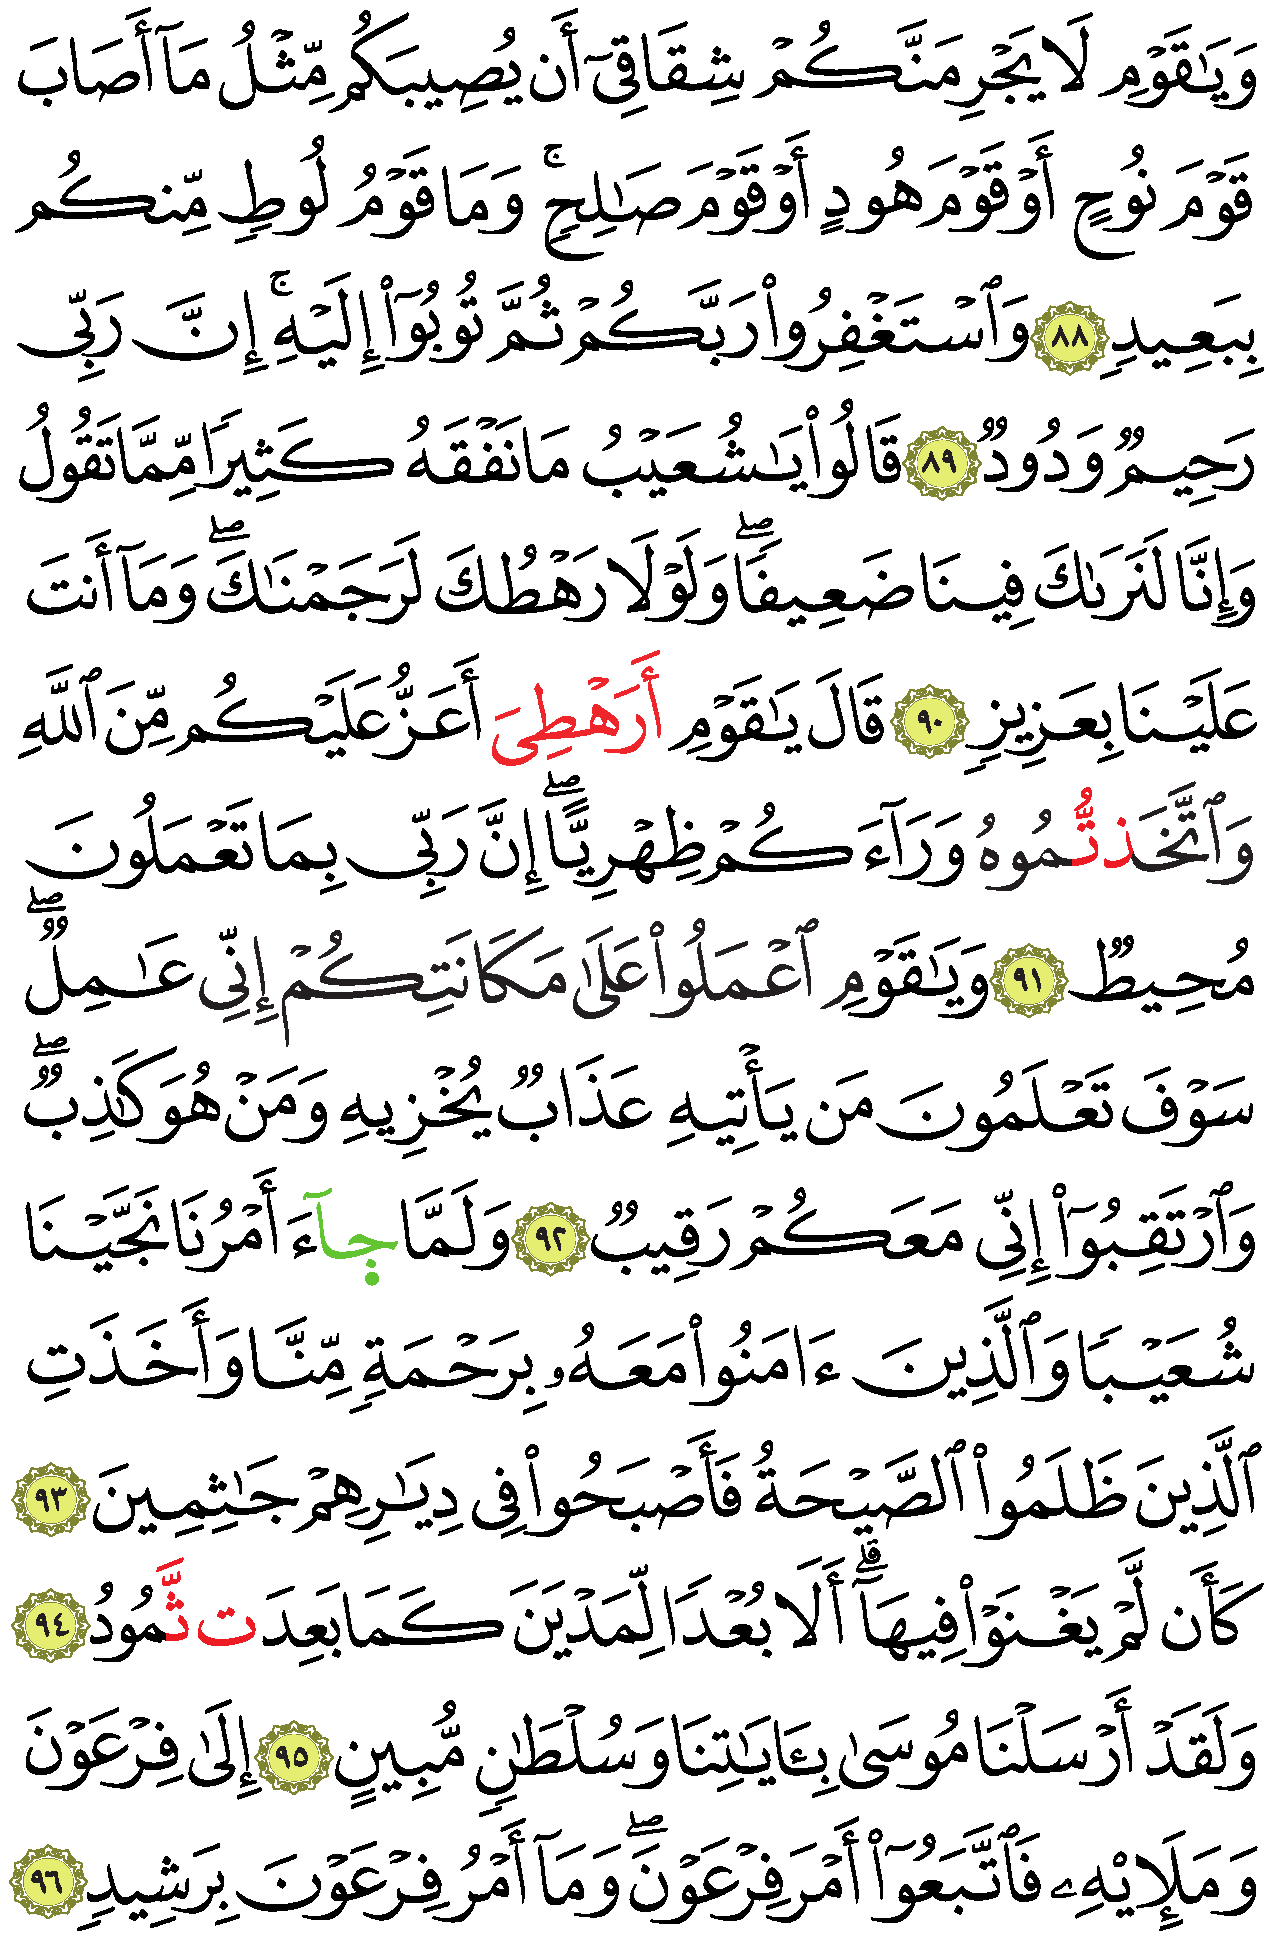 وَيَٰقَوْمِ لَا يَجْرِمَنَّكُمْ شِقَاقِيٓ أَن يُصِيبَكُم مِّثْلُ مَآ أَصَابَ
قَوْمَ نُوحٍ أَوْ قَوْمَ هُودٍ أَوْ قَوْمَ صَٰلِحٍۚ وَمَا قَوْمُ لُوطٍ مِّنكُم
بِبَعِيدٍ ٨٨ وَٱسْتَغْفِرُوا۟ رَبَّكُمْ ثُمَّ تُوبُوٓا۟ إِلَيْهِۚ إِنَّ رَبِّى
رَحِيمٌ وَدُودٌ ٨٩ قَالُوا۟ يَٰشُعَيْبُ مَا نَفْقَهُ كَثِيرًا مِّمَّا تَقُولُ
وَإِنَّا لَنَرَىٰكَ فِينَا ضَعِيفًاۖ وَلَوْلَا رَهْطُكَ لَرَجَمْنَٰكَۖ وَمَآ أَنتَ
عَلَيْنَا بِعَزِيزٍ ٩٠ قَالَ يَٰقَوْمِ أَرَهْطِىَ أَعَزُّ عَلَيْكُم مِّنَ ٱللَّهِ
وَٱتَّخَذتُّمُوهُ وَرَآءَكُمْ ظِهْرِيًّاۖ إِنَّ رَبِّى بِمَا تَعْمَلُونَ
مُحِيطٌ ٩١ وَيَٰقَوْمِ ٱعْمَلُوا۟ عَلَىٰ مَكَانَتِكُمْ إِنِّى عَٰمِلٌۖ
سَوْفَ تَعْلَمُونَ مَن يَأْتِيهِ عَذَابٌ يُخْزِيهِ وَمَنْ هُوَ كَٰذِبٌۖ
وَٱرْتَقِبُوٓا۟ إِنِّى مَعَكُمْ رَقِيبٌ ٩٢ وَلَمَّا جَآءَ أَمْرُنَا نَجَّيْنَا
شُعَيْبًا وَٱلَّذِينَ ءَامَنُوا۟ مَعَهُۥ بِرَحْمَةٍ مِّنَّا وَأَخَذَتِ
ٱلَّذِينَ ظَلَمُوا۟ ٱلصَّيْحَةُ فَأَصْبَحُوا۟ فِى دِيَٰرِهِمْ جَٰثِمِينَ ٩٣
كَأَن لَّمْ يَغْنَوْا۟ فِيهَآۗ أَلَا بُعْدًا لِّمَدْيَنَ كَمَا بَعِدَت ثَّمُودُ ٩٤
وَلَقَدْ أَرْسَلْنَا مُوسَىٰ بِـَٔايَٰتِنَا وَسُلْطَٰنٍ مُّبِينٍ ٩٥ إِلَىٰ فِرْعَوْنَ
وَمَلَإِي۟هِۦ فَٱتَّبَعُوٓا۟ أَمْرَ فِرْعَوْنَۖ وَمَآ أَمْرُ فِرْعَوْنَ بِرَشِيدٍ ٩٦